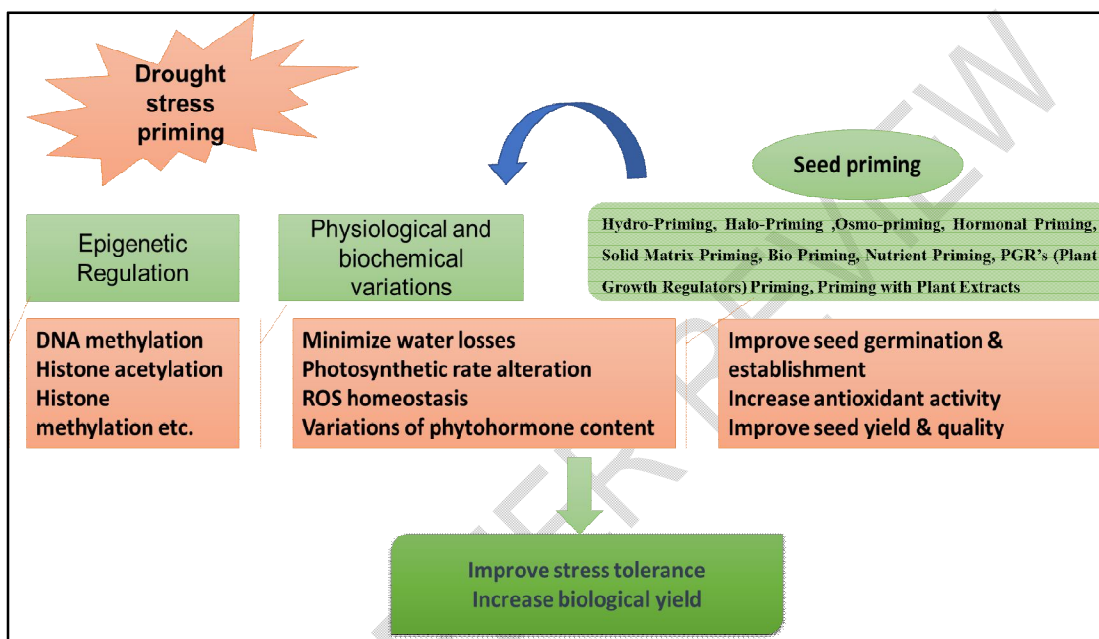 Drought
stress
priming
Seed priming
Epigenetic
Regulation
Physiological and
biochemical
variations
Hydro-Priming, Halo-Priming ,Osmo-priming, Hormonal Priming,
Solid Matrix Priming, Bio Priming, Nutrient Priming, PGR's (Plant
Growth Regulators) Priming, Priming with Plant Extracts
DNA methylation
Histone acetylation
Histone
methylation etc.
Minimize water losses
Photosynthetic rate alteration
ROS homeostasis
Variations of phytohormone content
Improve seed germination &
establishment
Increase antioxidant activity
Improve seed yield & quality
Improve stress tolerance
Increase biological yield
ER REVIEW